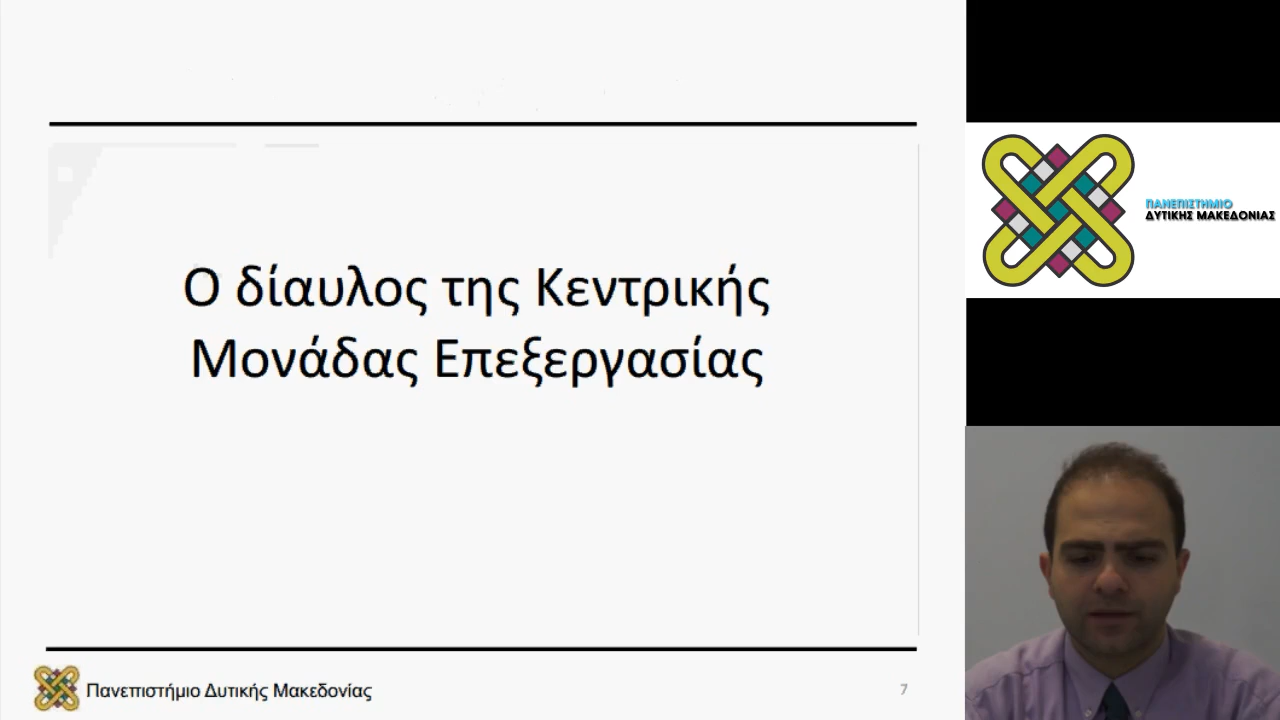 Ο δίαυλος της Κεντρικής
Μονάδας Επεξεργασίας
Πανεπιστήμιο Δυτικής Μακεδονίας
7
ΠΑΝΕΠΙΣΤΗΜΙΟ
ΔΥΤΙΚΗΣ ΜΑΚΕΔΟΝΙΑΣ